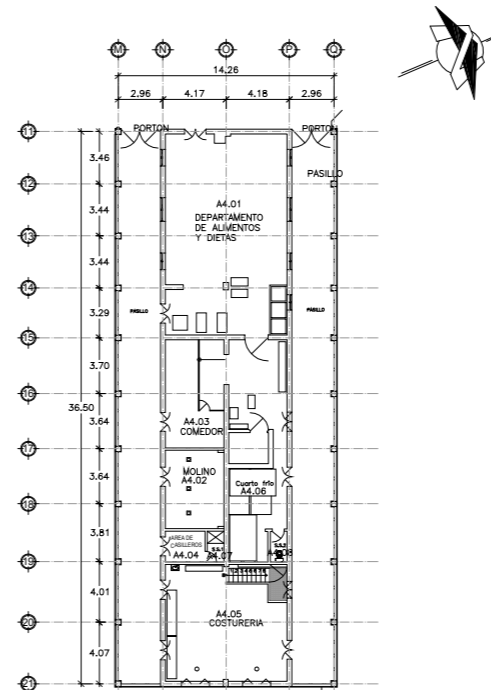 M N O P Q
14.26
2.96 4.17 4.18 2.96
11
PORTON
PORTON
3.46
PASILLO
12
A4.01
DEPARTAMENTO
DE ALIMENTOS
Y DIETAS
3.44
13
3.44
14
PASILLO
PASILLO
3.29
15
3.70
16
36.50
A4.03
COMEDOR
3.64
17
MOLINO
A4.02
Cuarto frio
A4.06
3.64
18
3.81
AREA DE
CASILLEROS
A4.04
S.S.1
A4.07
S.S.2
A4.08
19
4.01
A4.05
COSTURERIA
20
4.07
21